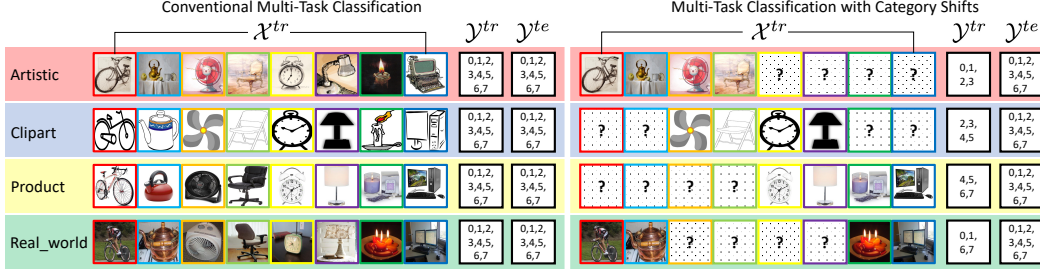 Conventional Multi-Task Classification
Multi-Task Classification with Category Shifts
𝒳^{tr} 𝒴^{tr} 𝒴^{te}
𝒳^{tr} 𝒴^{tr} 𝒴^{te}
Artistic
0,1,2, 0,1,2,
3,4,5, 3,4,5,
6,7 6,7
? ? ? ?
0,1, 0,1,2,
2,3 3,4,5,
6,7
Clipart
0,1,2, 0,1,2,
3,4,5, 3,4,5,
6,7 6,7
? ? ? ?
2,3, 0,1,2,
4,5 3,4,5,
6,7
Product
0,1,2, 0,1,2,
3,4,5, 3,4,5,
6,7 6,7
? ? ? ?
4,5, 0,1,2,
6,7 3,4,5,
6,7
Real_world
0,1,2, 0,1,2,
3,4,5, 3,4,5,
6,7 6,7
? ? ? ?
0,1, 0,1,2,
6,7 3,4,5,
6,7